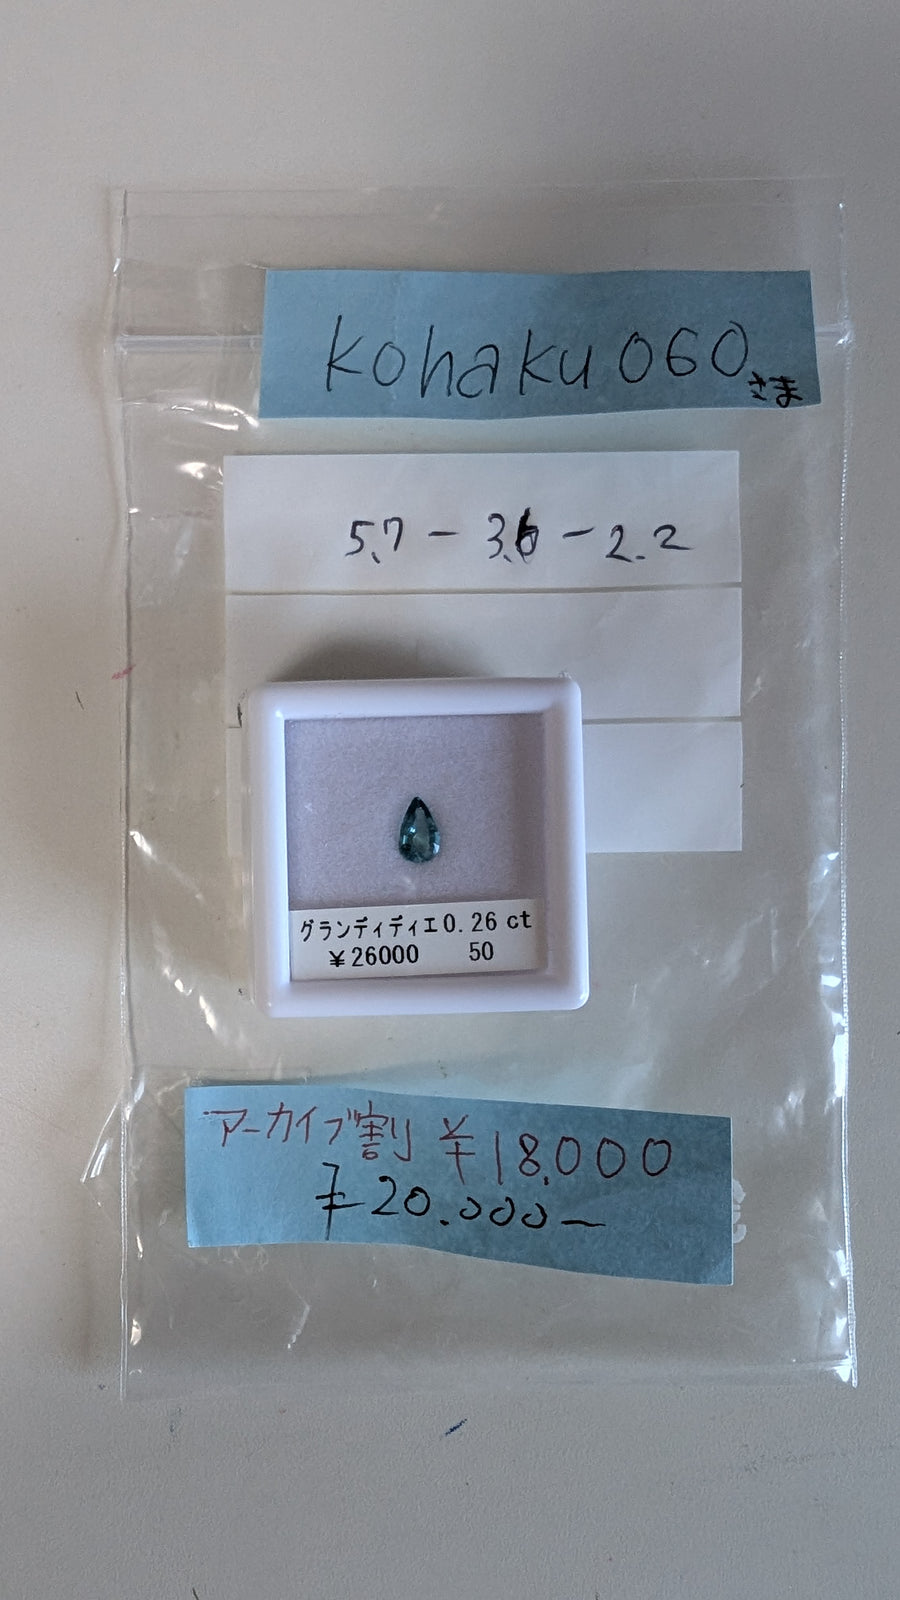 kohaku060さま
5.7 - 3.6 - 2.2
グランディディエ0.26 ct
¥26000 50
アーカイブ割 ¥18,000
¥20.000-